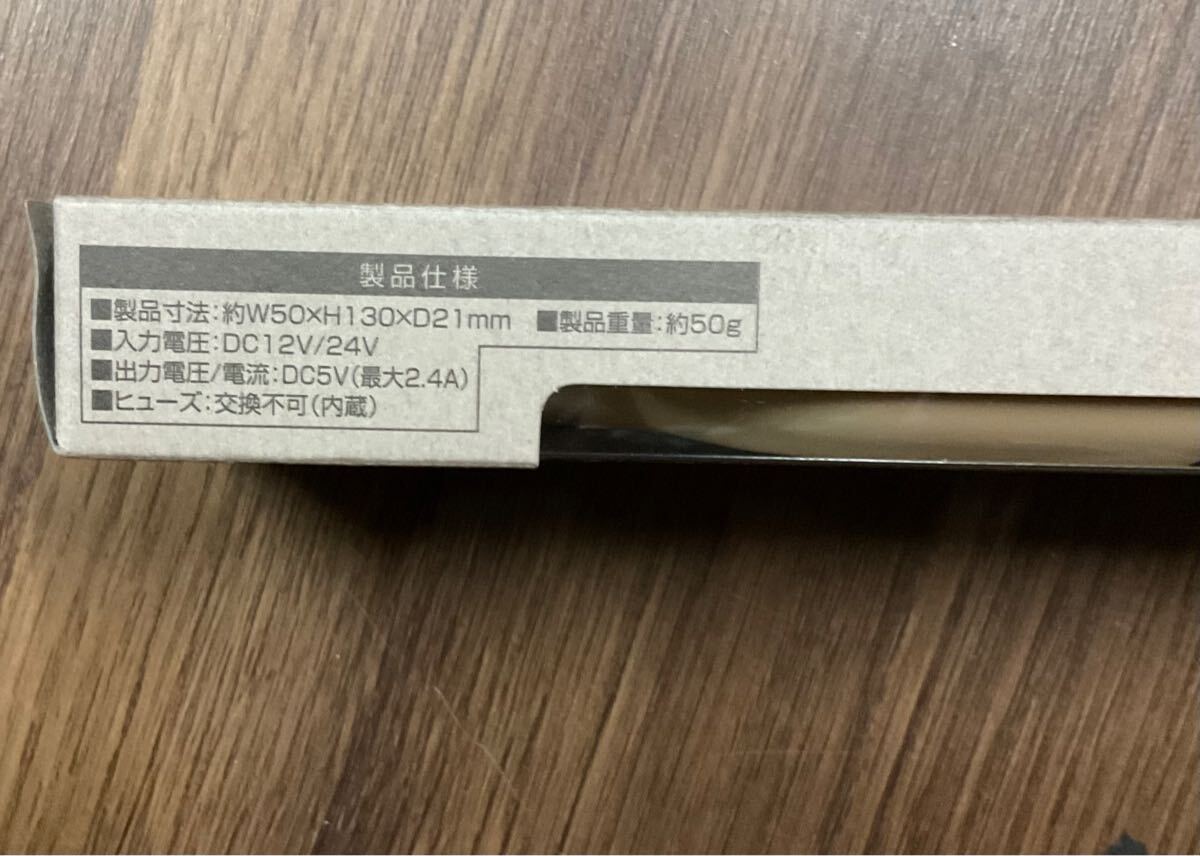 製品仕様
■製品寸法:約W50×H130×D21mm ■製品重量:約50g
■入力電圧:DC12V/24V
■出力電圧/電流:DC5V(最大2.4A)
■ヒューズ:交換不可(内蔵)